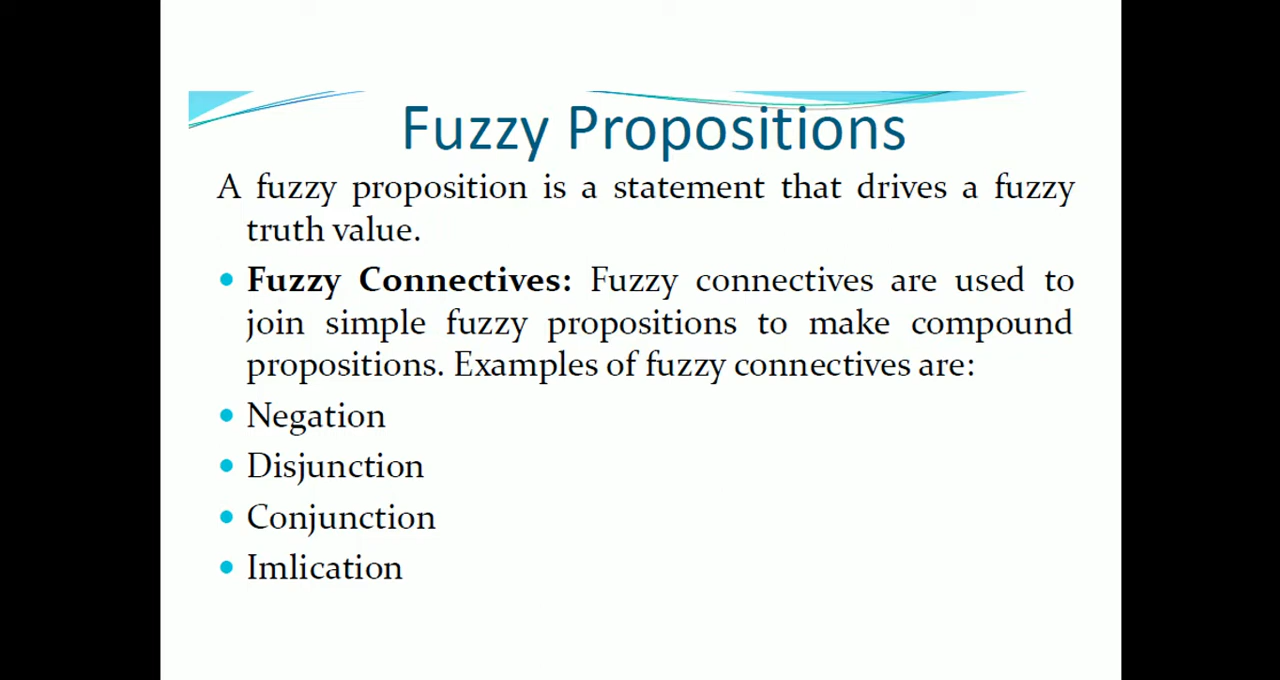 Fuzzy Propositions
A fuzzy proposition is a statement that drives a fuzzy
truth value.
Fuzzy Connectives: Fuzzy connectives are used to
join simple fuzzy propositions to make compound
propositions. Examples of fuzzy connectives are:
Negation
Disjunction
Conjunction
Imlication